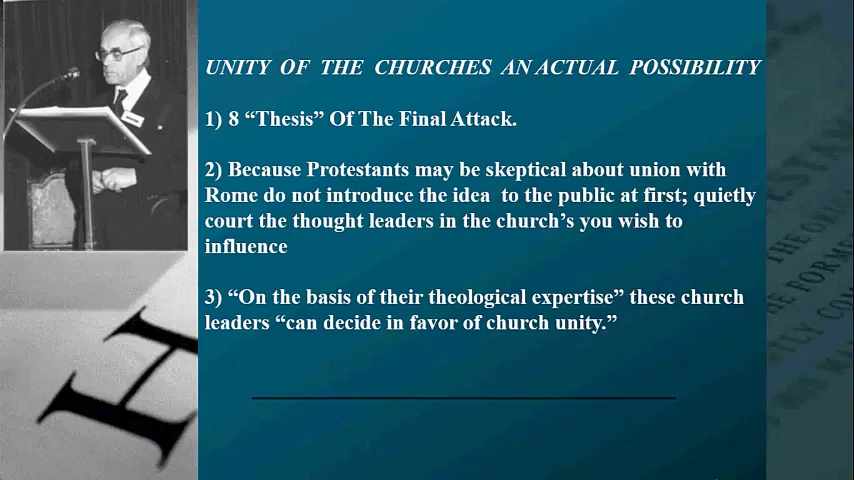 UNITY OF THE CHURCHES AN ACTUAL POSSIBILITY
1) 8 “Thesis” Of The Final Attack.
2) Because Protestants may be skeptical about union with
Rome do not introduce the idea to the public at first; quietly
court the thought leaders in the church’s you wish to
influence
3) “On the basis of their theological expertise” these church
leaders “can decide in favor of church unity.”
H